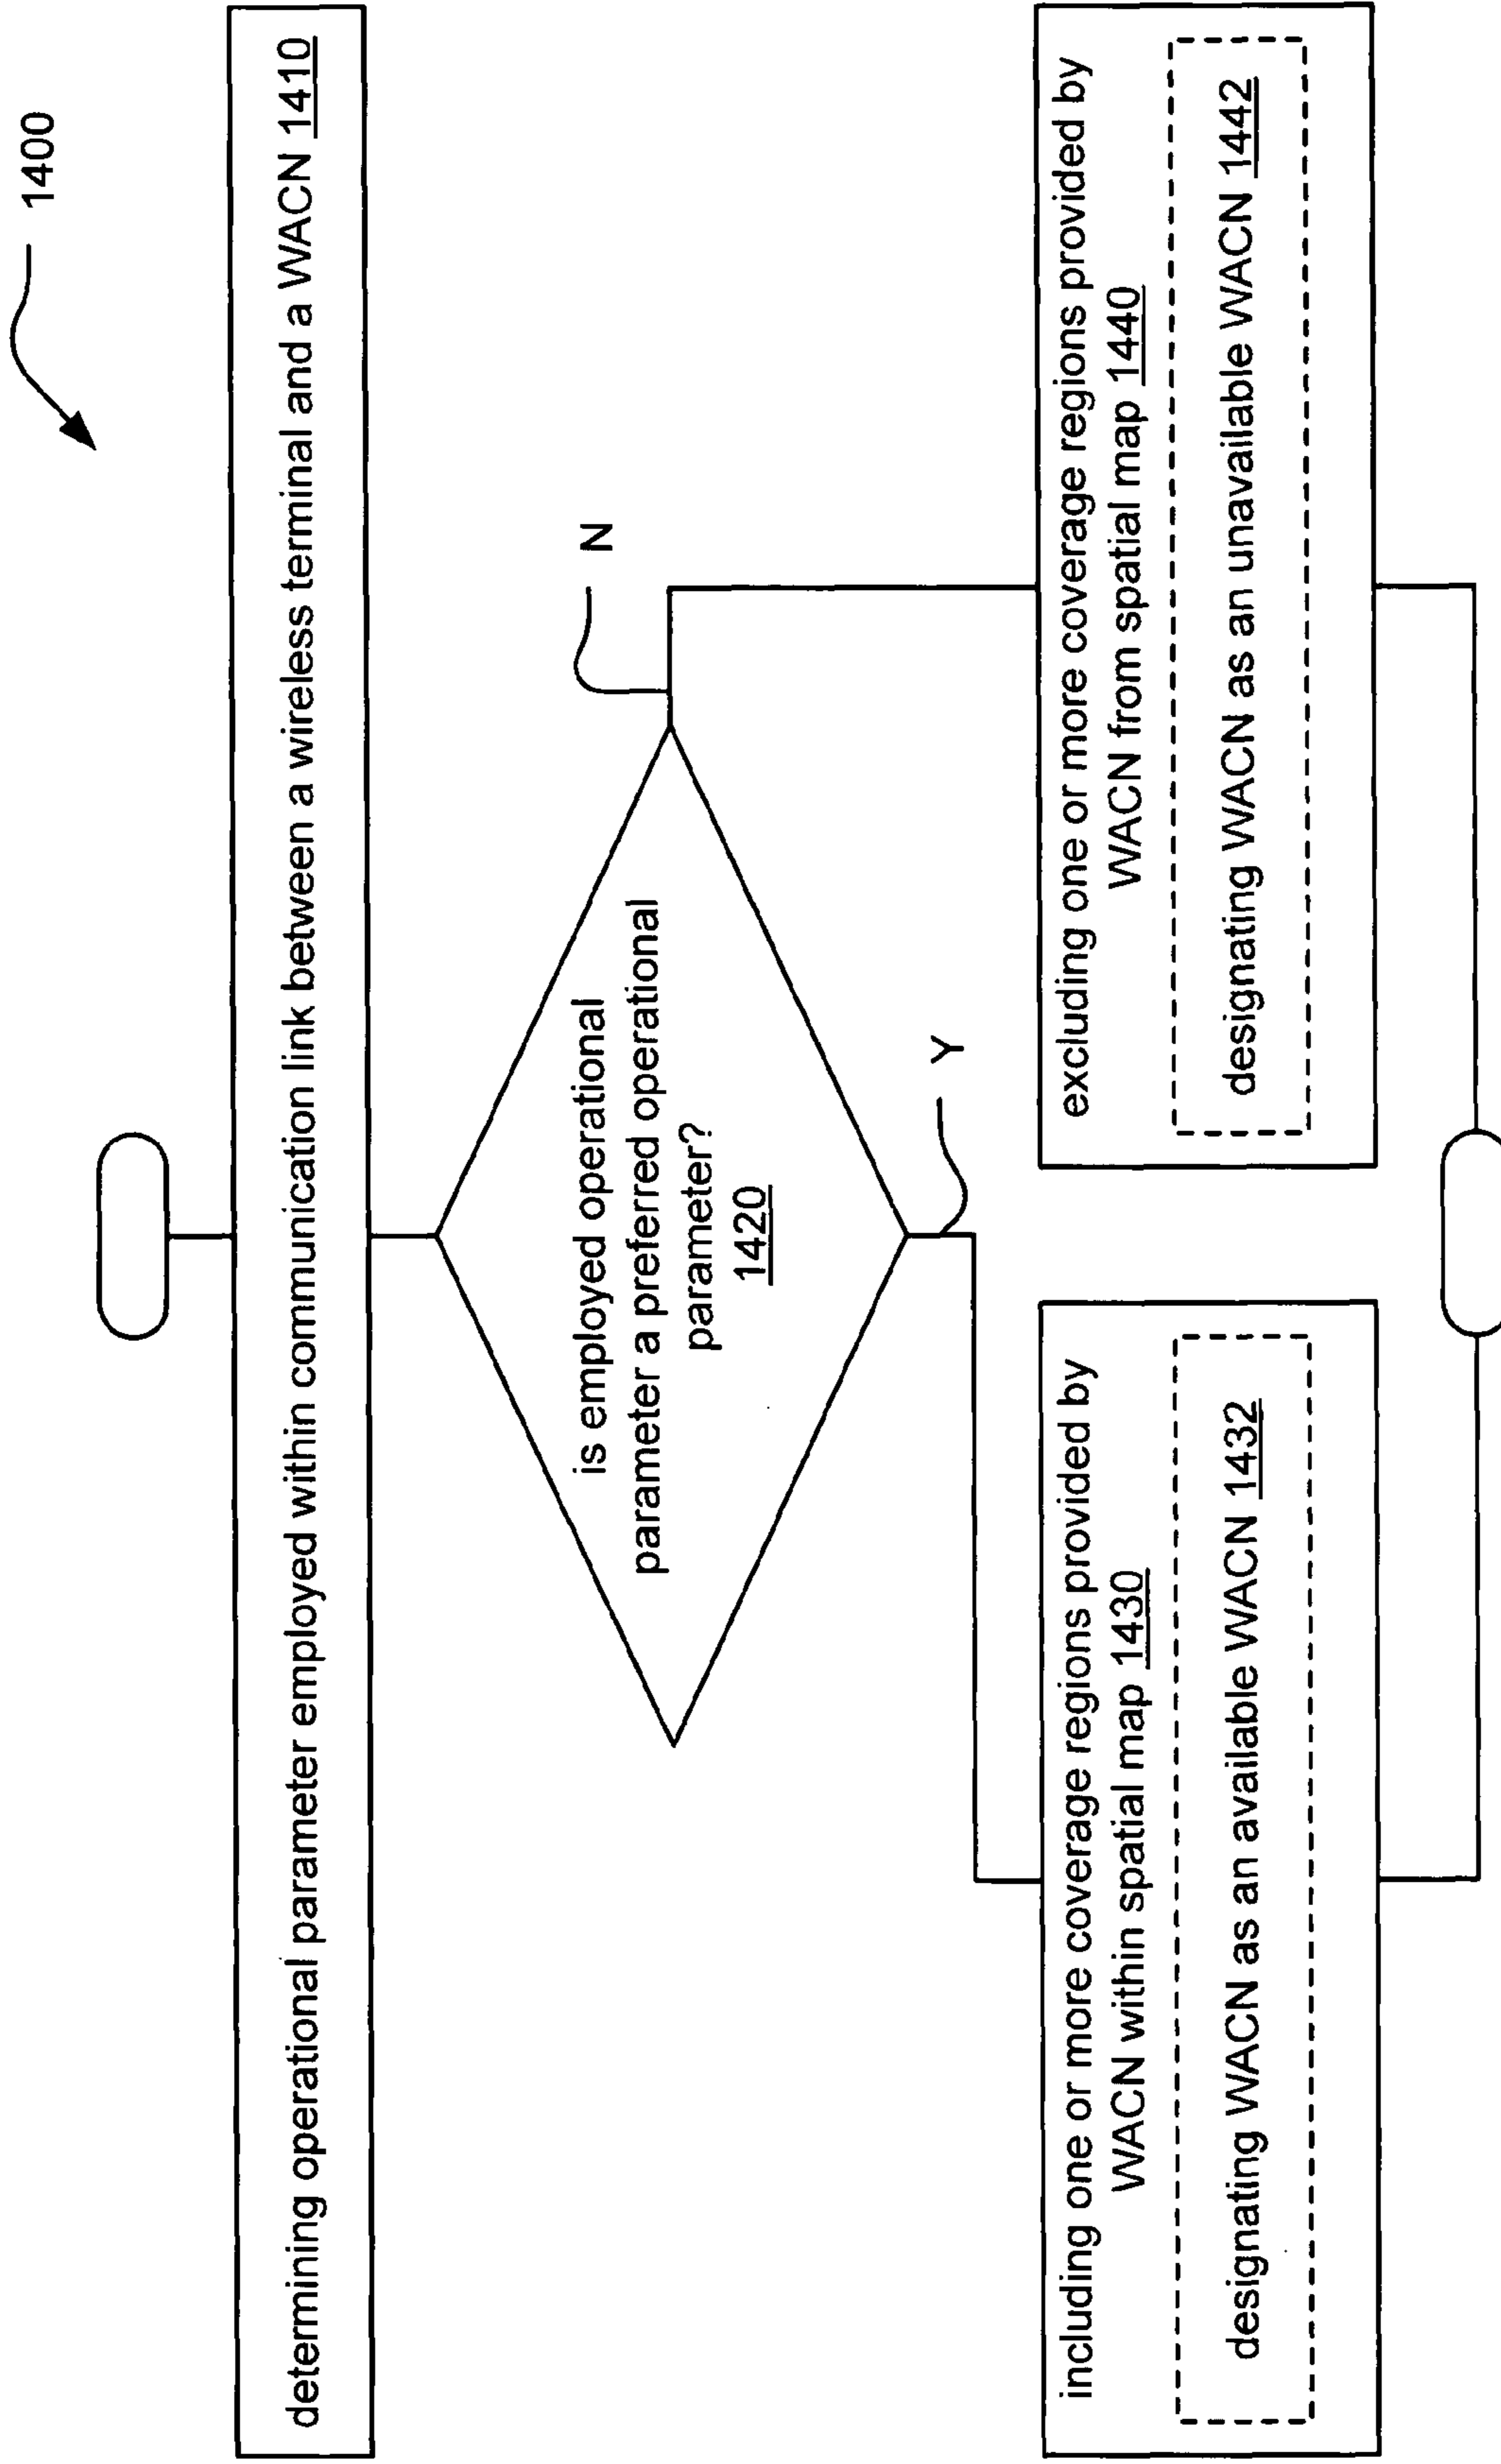 1400
determining operational parameter employed within communication link between a wireless terminal and a WACN 1410
is employed operational
parameter a preferred operational
parameter?
1420
N
Y
including one or more coverage regions provided by
WACN within spatial map 1430
designating WACN as an available WACN 1432
excluding one or more coverage regions provided by
WACN from spatial map 1440
designating WACN as an unavailable WACN 1442